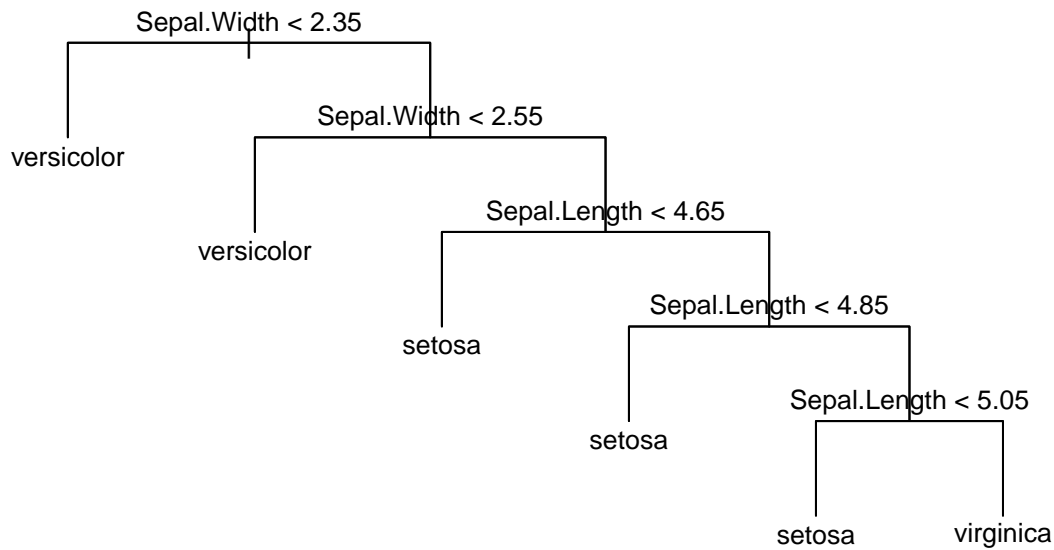 Sepal.Width < 2.35
Sepal.Width < 2.55
versicolor
Sepal.Length < 4.65
versicolor
Sepal.Length < 4.85
setosa
Sepal.Length < 5.05
setosa
setosa
virginica